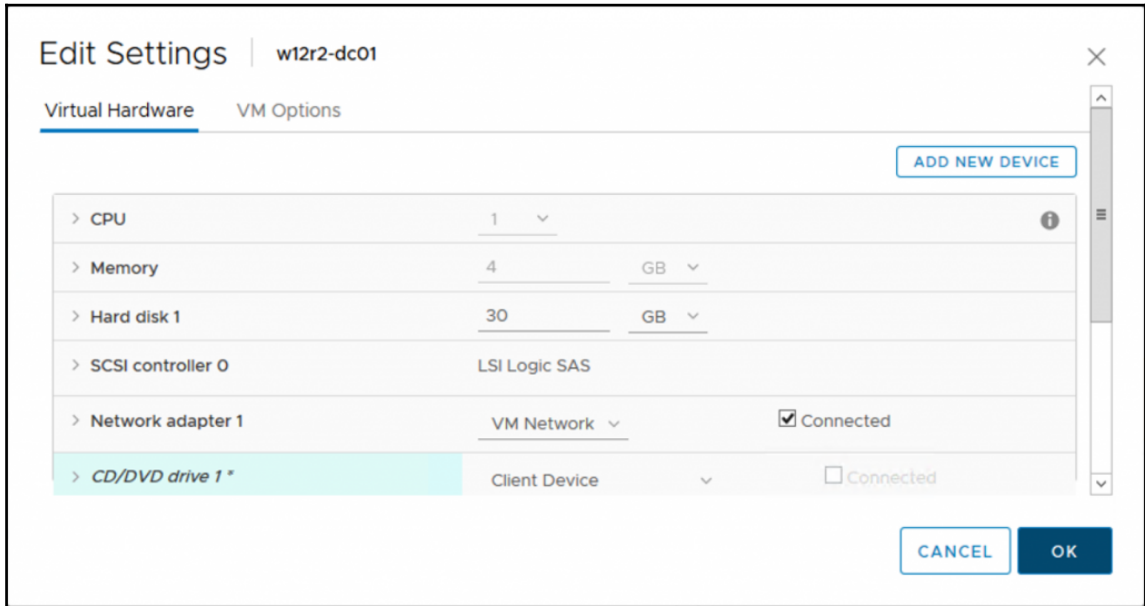 Edit Settings w12r2-dc01
Virtual Hardware VM Options
ADD NEW DEVICE
CPU 1
Memory 4 GB
Hard disk 1 30 GB
SCSI controller 0 LSI Logic SAS
Network adapter 1 VM Network Connected
CD/DVD drive 1 * Client Device Connected
CANCEL OK